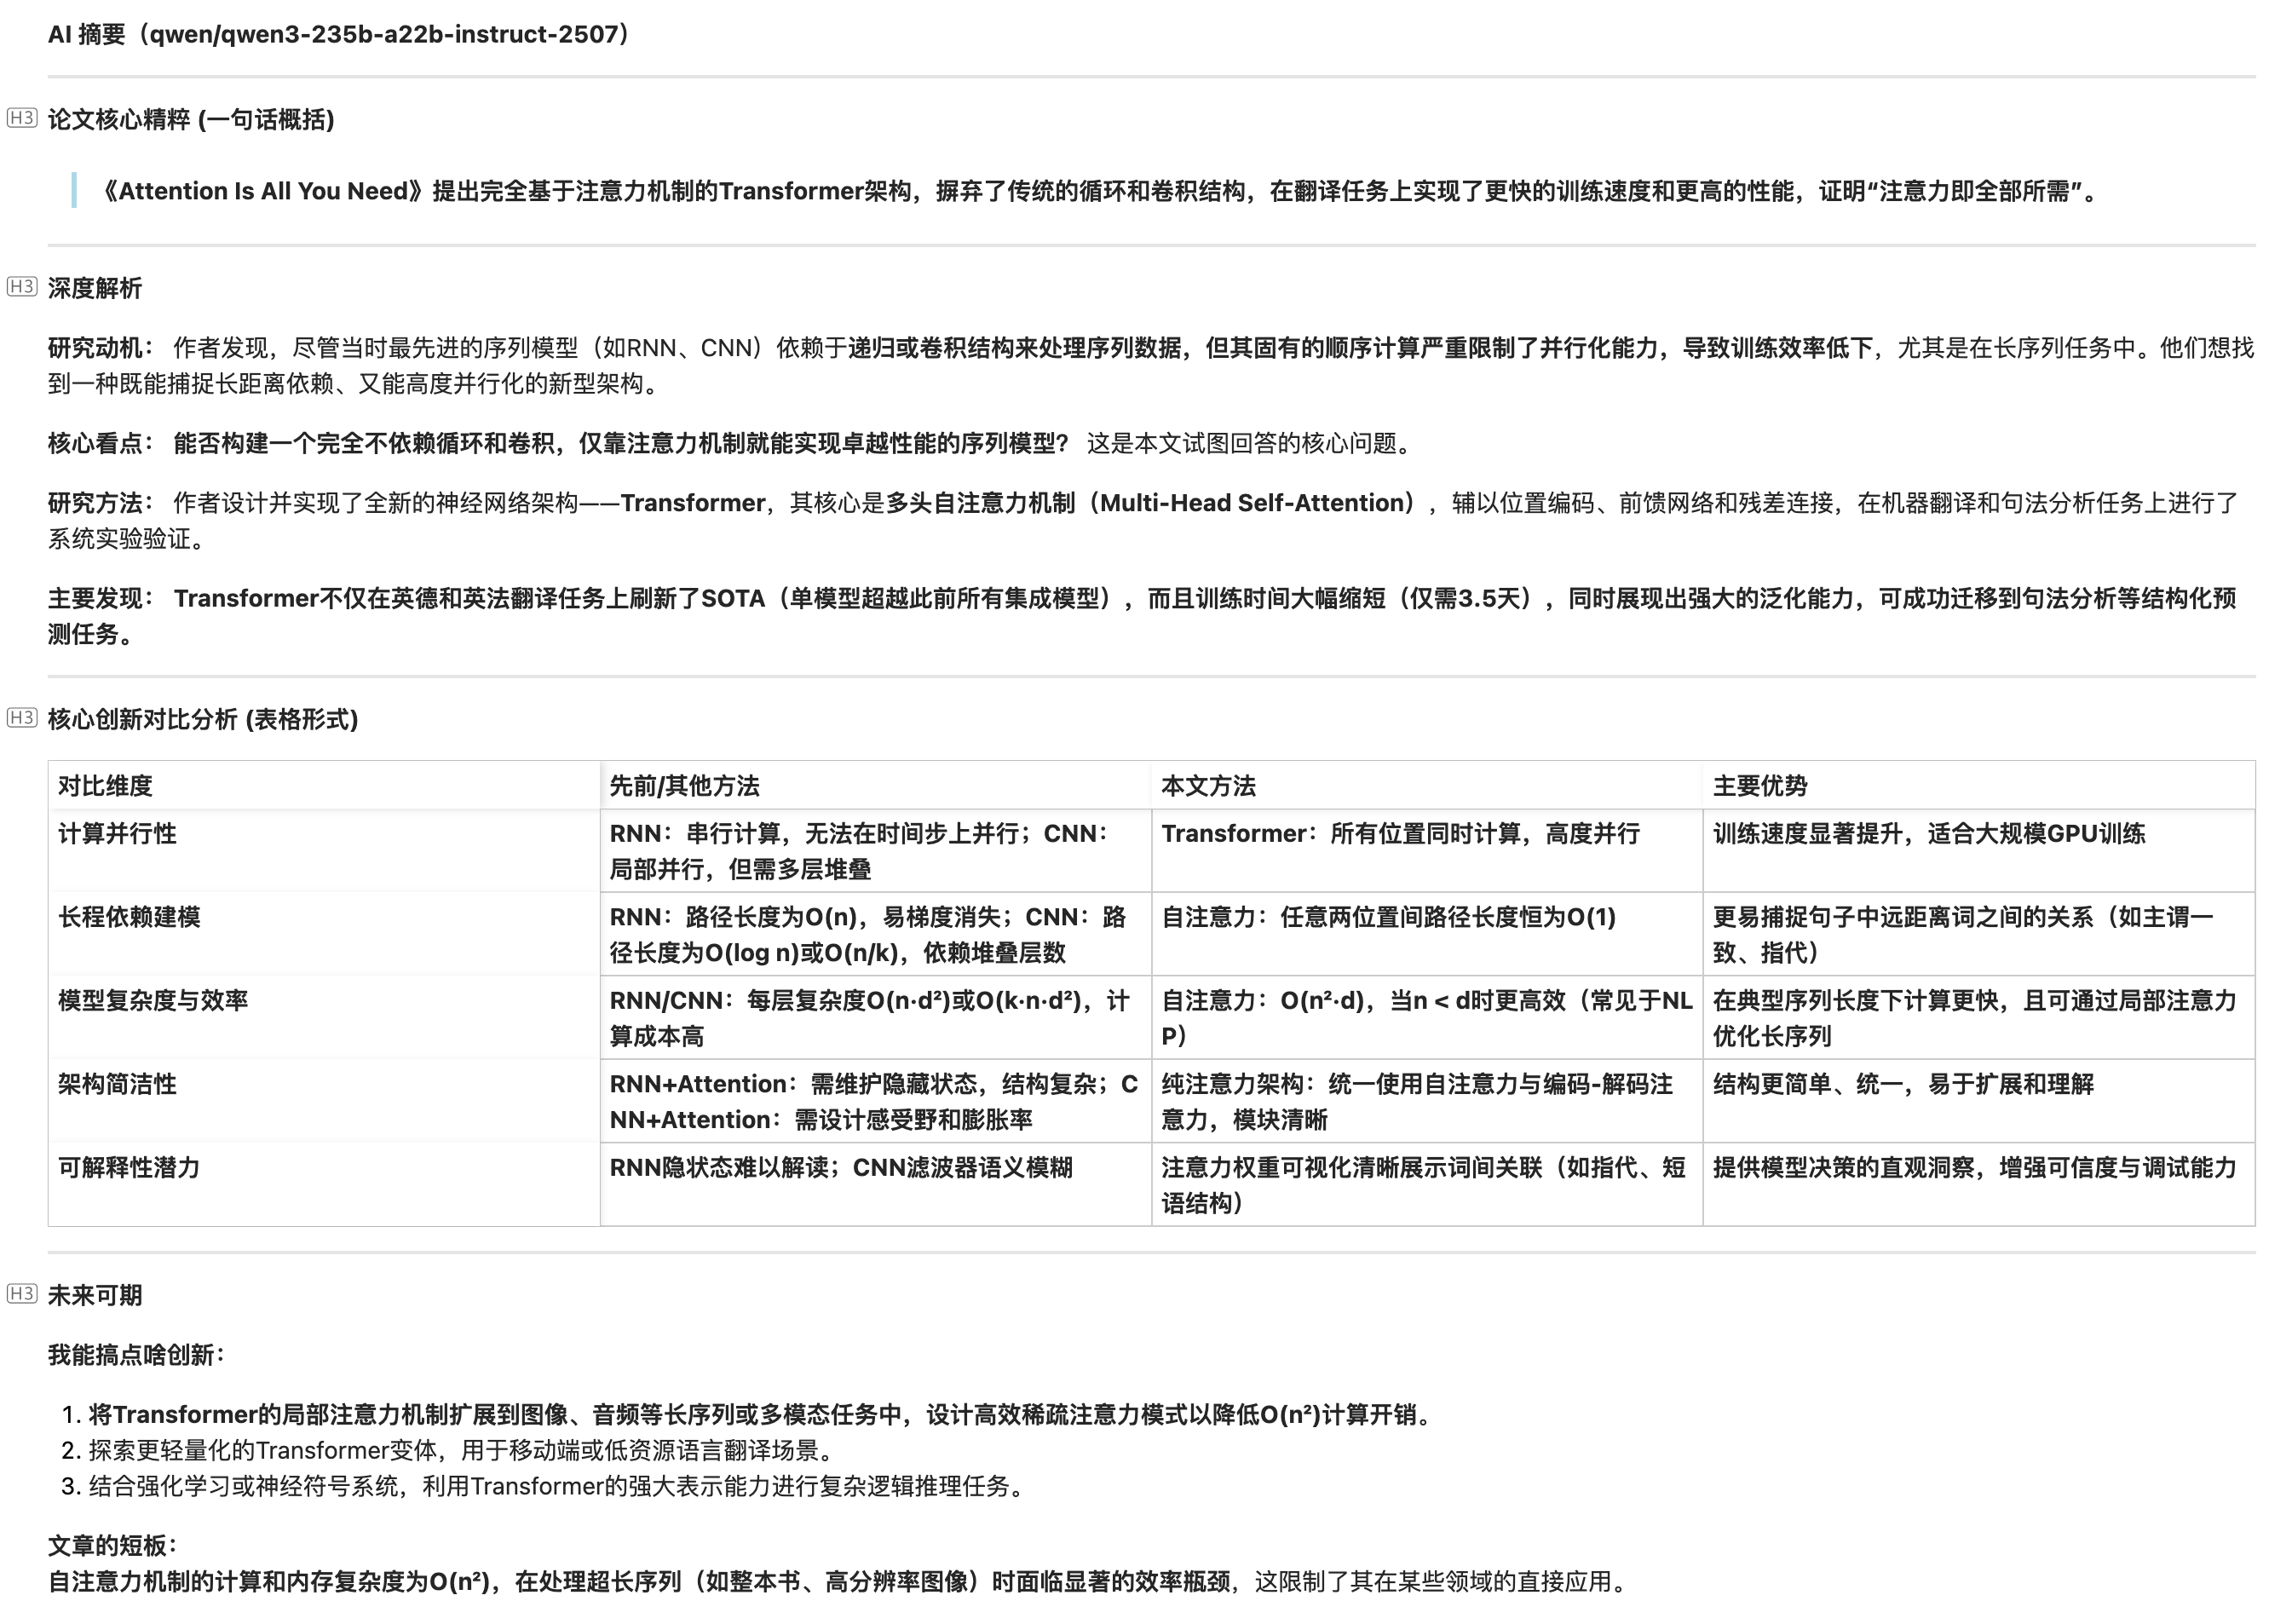 AI 摘要（qwen/qwen3-235b-a22b-instruct-2507）
H3 论文核心精粹 (一句话概括)
《Attention Is All You Need》提出完全基于注意力机制的Transformer架构，摒弃了传统的循环和卷积结构，在翻译任务上实现了更快的训练速度和更高的性能，证明“注意力即全部所需”。
H3 深度解析
研究动机： 作者发现，尽管当时最先进的序列模型（如RNN、CNN）依赖于递归或卷积结构来处理序列数据，但其固有的顺序计算严重限制了并行化能力，导致训练效率低下，尤其是在长序列任务中。他们想找
到一种既能捕捉长距离依赖、又能高度并行化的新型架构。
核心看点： 能否构建一个完全不依赖循环和卷积，仅靠注意力机制就能实现卓越性能的序列模型？ 这是本文试图回答的核心问题。
研究方法： 作者设计并实现了全新的神经网络架构——Transformer，其核心是多头自注意力机制（Multi-Head Self-Attention），辅以位置编码、前馈网络和残差连接，在机器翻译和句法分析任务上进行了
系统实验验证。
主要发现： Transformer不仅在英德和英法翻译任务上刷新了SOTA（单模型超越此前所有集成模型），而且训练时间大幅缩短（仅需3.5天），同时展现出强大的泛化能力，可成功迁移到句法分析等结构化预
测任务。
H3 核心创新对比分析 (表格形式)
对比维度 先前/其他方法 本文方法 主要优势
计算并行性 RNN：串行计算，无法在时间步上并行；CNN： Transformer：所有位置同时计算，高度并行 训练速度显著提升，适合大规模GPU训练
局部并行，但需多层堆叠
长程依赖建模 RNN：路径长度为O(n)，易梯度消失；CNN：路 自注意力：任意两位置间路径长度恒为O(1) 更易捕捉句子中远距离词之间的关系（如主谓一
径长度为O(log n)或O(n/k)，依赖堆叠层数 致、指代）
模型复杂度与效率 RNN/CNN：每层复杂度O(n·d²)或O(k·n·d²)，计 自注意力：O(n²·d)，当n < d时更高效（常见于NL 在典型序列长度下计算更快，且可通过局部注意力
算成本高 P） 优化长序列
架构简洁性 RNN+Attention：需维护隐藏状态，结构复杂；C 纯注意力架构：统一使用自注意力与编码-解码注 结构更简单、统一，易于扩展和理解
NN+Attention：需设计感受野和膨胀率 意力，模块清晰
可解释性潜力 RNN隐状态难以解读；CNN滤波器语义模糊 注意力权重可视化清晰展示词间关联（如指代、短 提供模型决策的直观洞察，增强可信度与调试能力
语结构）
H3 未来可期
我能搞点啥创新：
1. 将Transformer的局部注意力机制扩展到图像、音频等长序列或多模态任务中，设计高效稀疏注意力模式以降低O(n²)计算开销。
2. 探索更轻量化的Transformer变体，用于移动端或低资源语言翻译场景。
3. 结合强化学习或神经符号系统，利用Transformer的强大表示能力进行复杂逻辑推理任务。
文章的短板：
自注意力机制的计算和内存复杂度为O(n²)，在处理超长序列（如整本书、高分辨率图像）时面临显著的效率瓶颈，这限制了其在某些领域的直接应用。